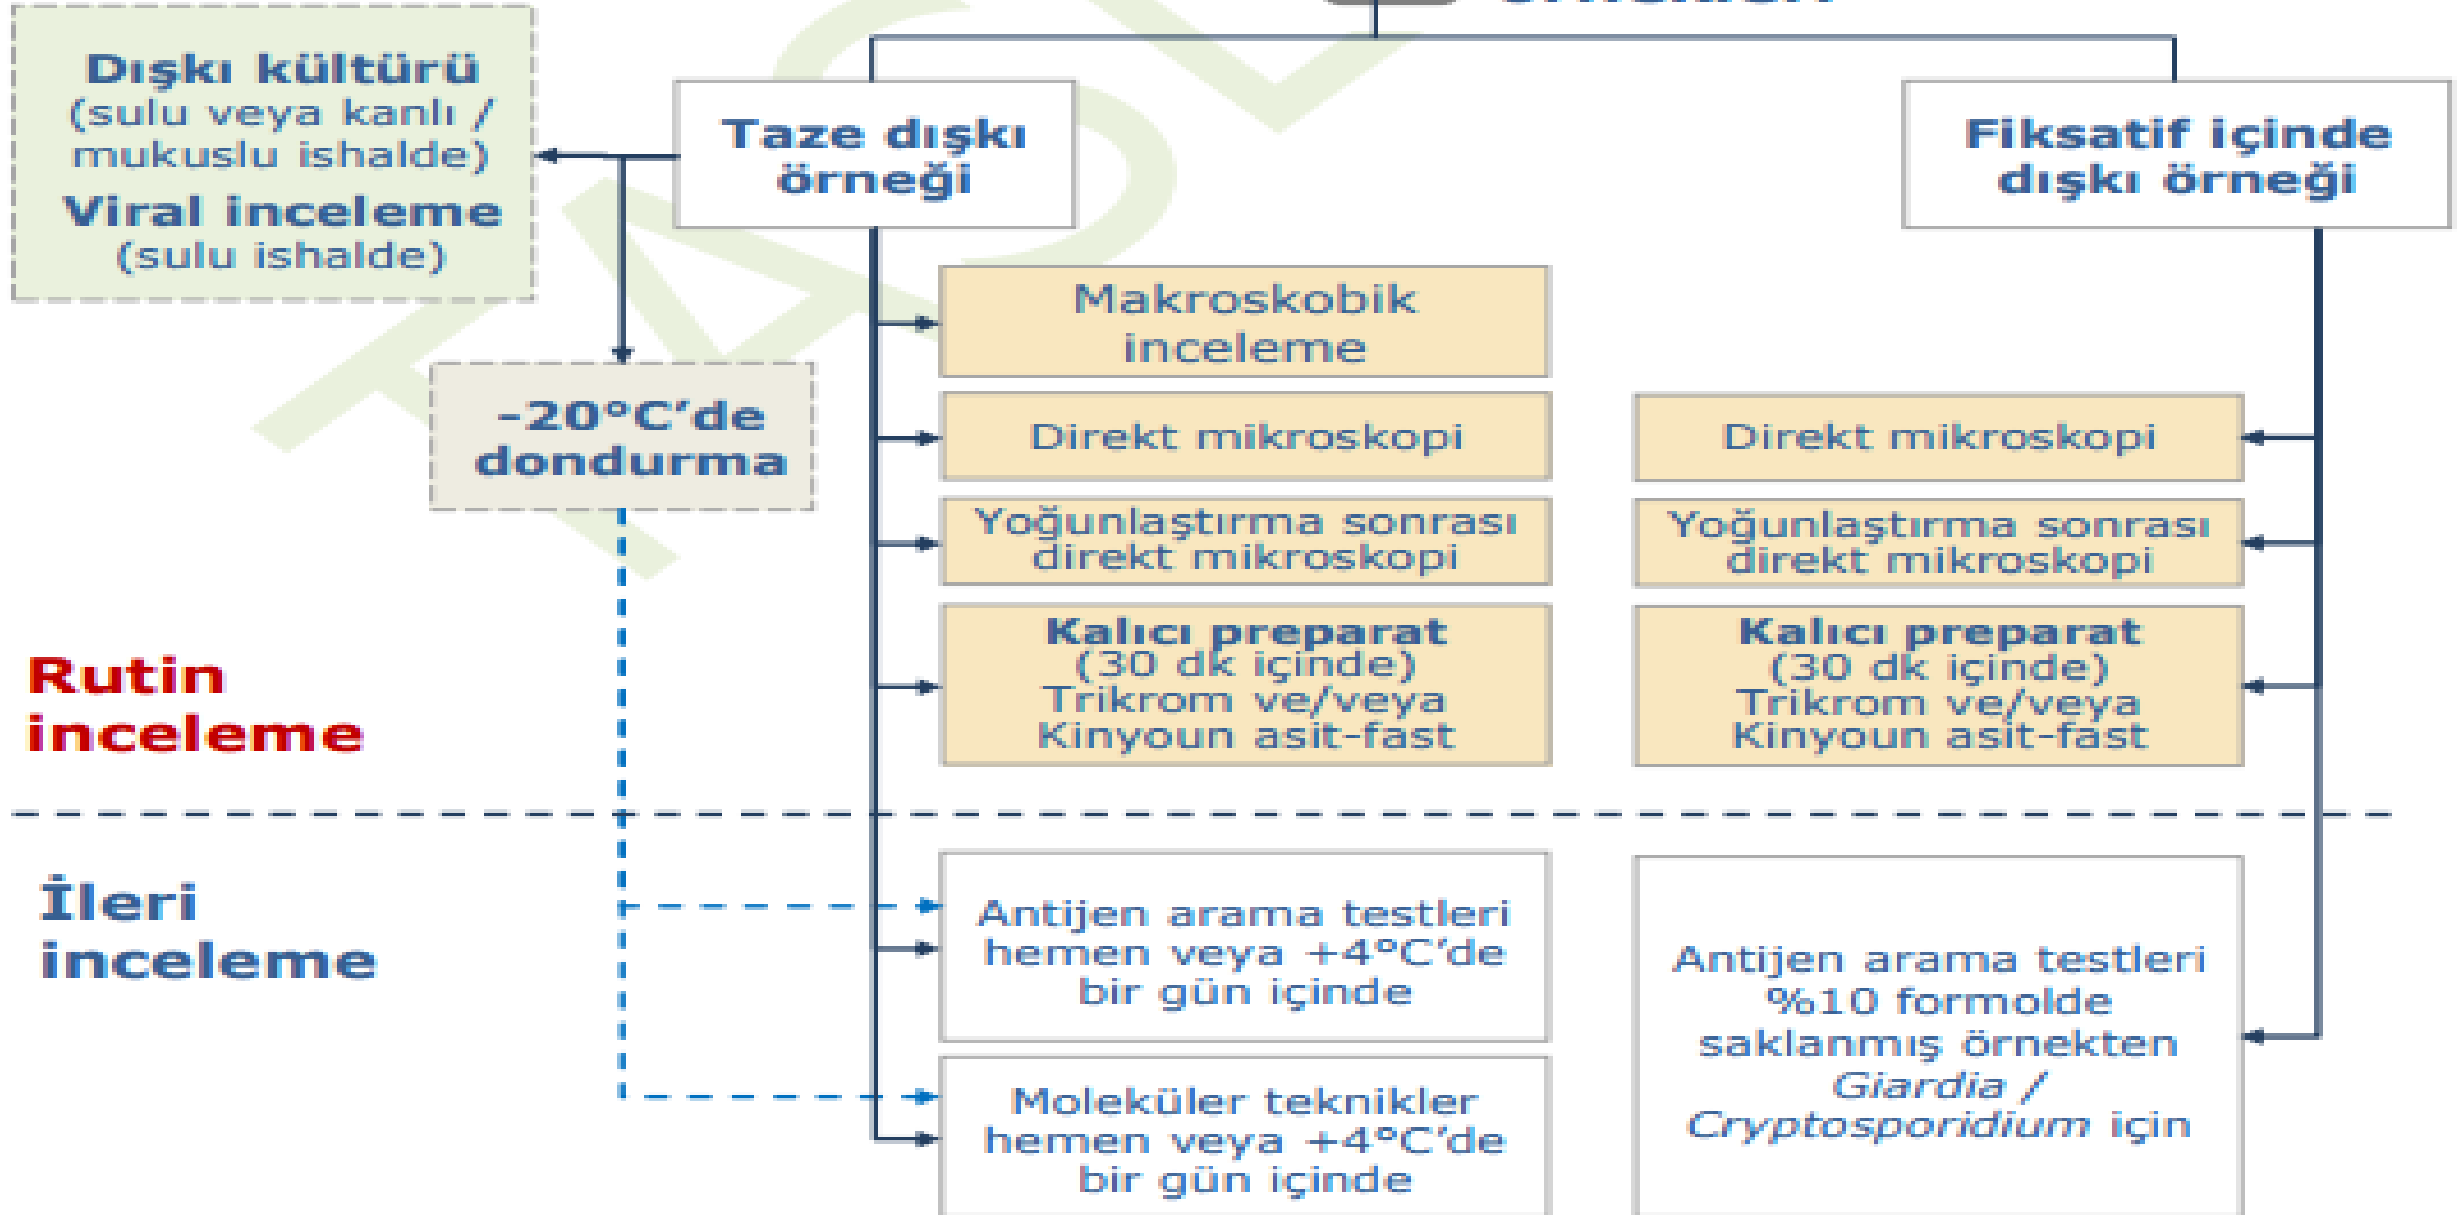 Dışkı kültürü
(sulu veya kanlı /
mukuslu ishalde)
Viral inceleme
(sulu ishalde)
Taze dışkı
örneği
Fiksatif içinde
dışkı örneği
-20°C’de
dondurma
Makroskobik
inceleme
Direkt mikroskopi
Yoğunlaştırma sonrası
direkt mikroskopi
Kalıcı preparat
(30 dk içinde)
Trikrom ve/veya
Kinyoun asit-fast
Direkt mikroskopi
Yoğunlaştırma sonrası
direkt mikroskopi
Kalıcı preparat
(30 dk içinde)
Trikrom ve/veya
Kinyoun asit-fast
Rutin
inceleme
İleri
inceleme
Antijen arama testleri
hemen veya +4°C’de
bir gün içinde
Moleküler teknikler
hemen veya +4°C’de
bir gün içinde
Antijen arama testleri
%10 formolde
saklanmış örnekten
Giardia /
Cryptosporidium için